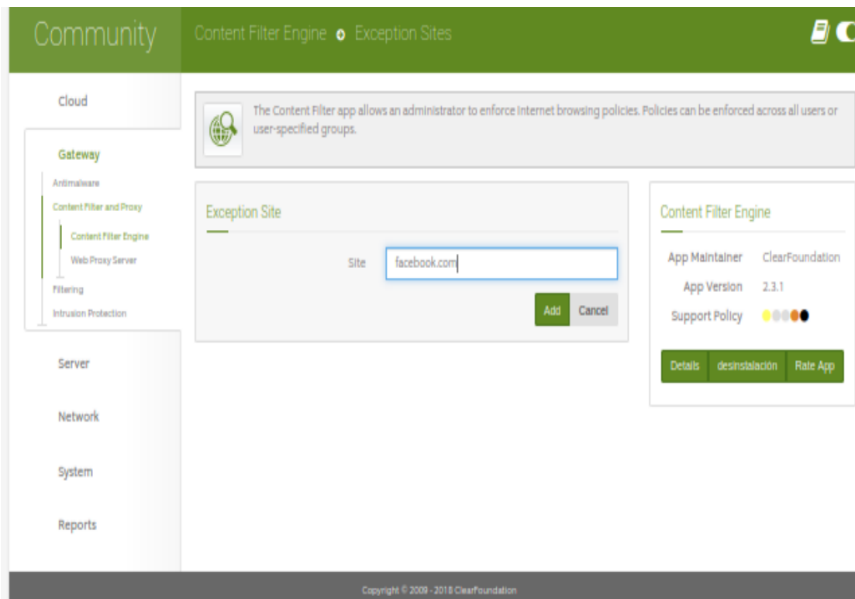 Community
Content Filter Engine
Exception Sites
Cloud
Gateway
Antimalware
Content Filter and Proxy
Content Filter Engine
Web Proxy Server
Filtering
Intrusion Protection
Server
Network
System
Reports
The Content Filter app allows an administrator to enforce Internet browsing policies. Policies can be enforced across all users or
user-specified groups.
Exception Site
Site facebook.com
Add Cancel
Content Filter Engine
App Maintainer ClearFoundation
App Version 2.3.1
Support Policy
Details desinstalación Rate App
Copyright © 2009 - 2018 ClearFoundation